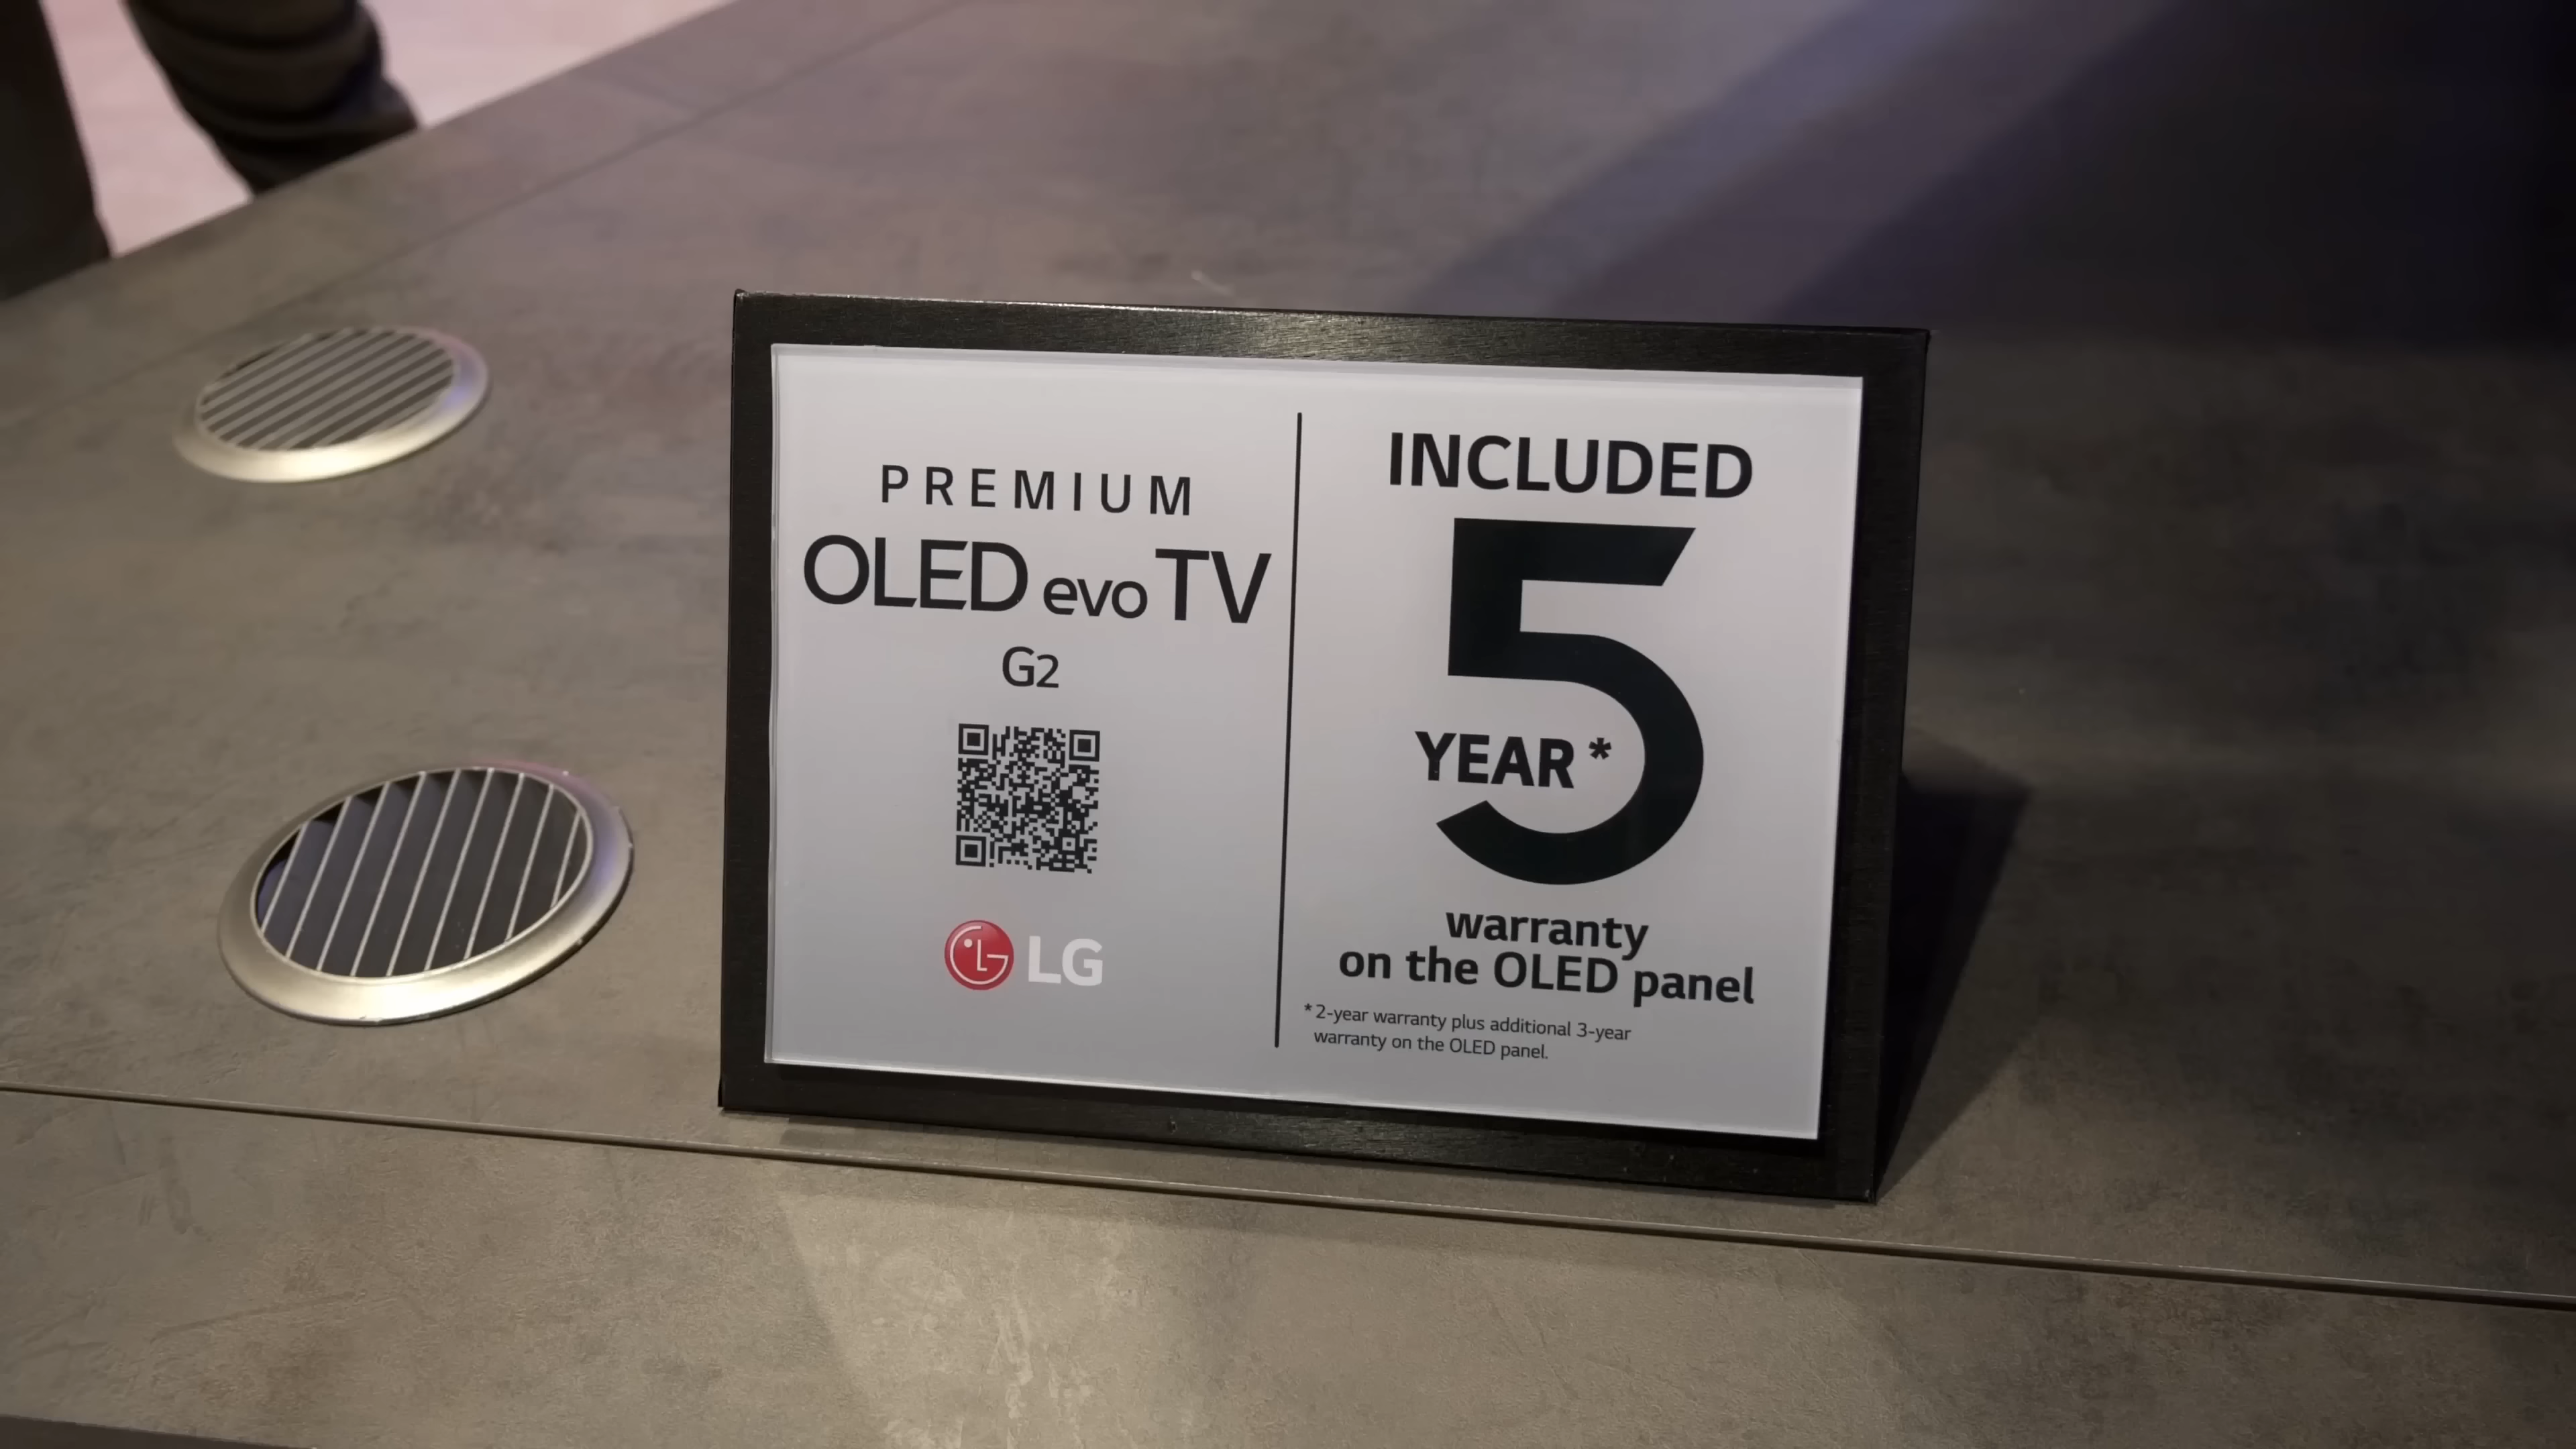 PREMIUM
OLED evo TV
G2
LG
INCLUDED
5
YEAR*
warranty
on the OLED panel
*2-year warranty plus additional 3-year
warranty on the OLED panel.